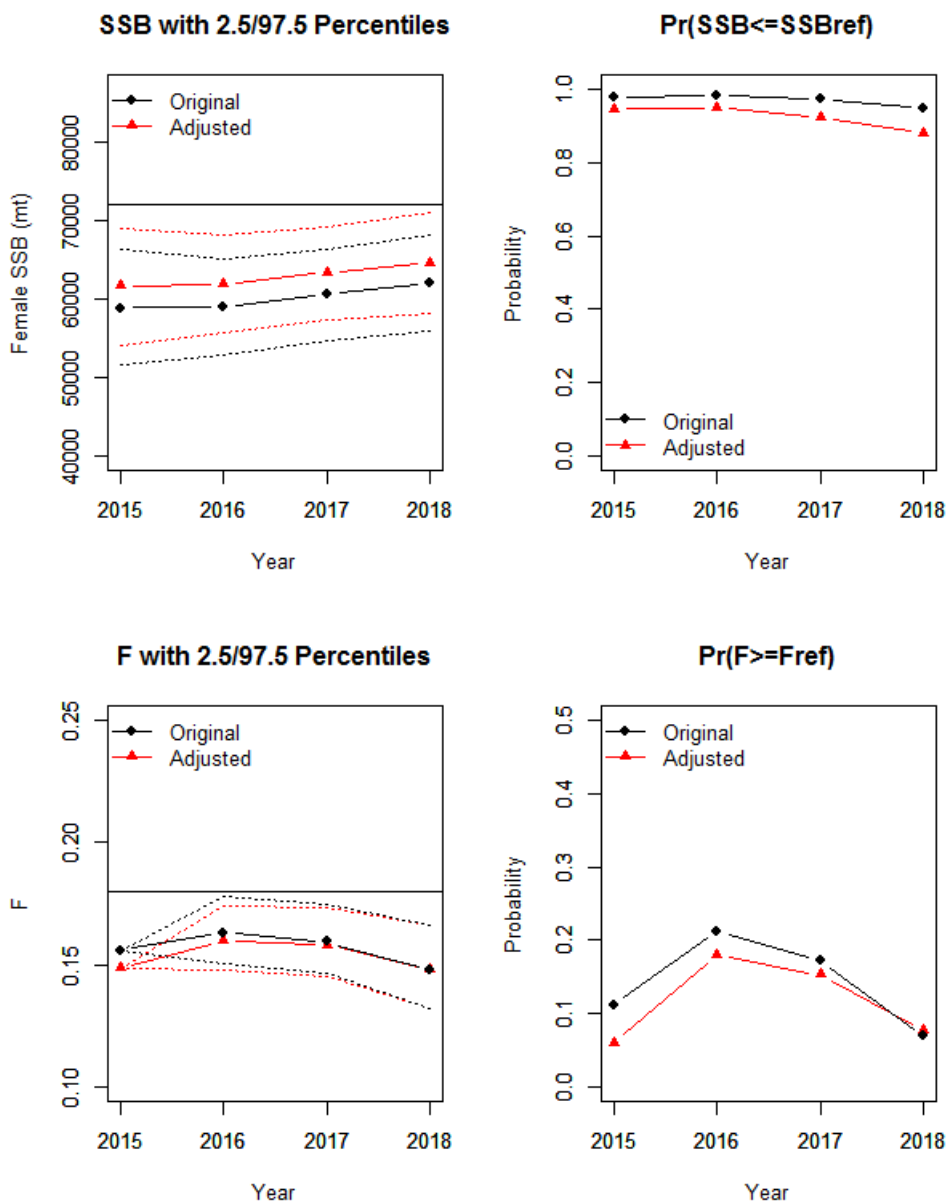 SSB with 2.5/97.5 Percentiles
Original
Adjusted
Female SSB (mt)
40000 50000 60000 70000 80000
2015 2016 2017 2018
Year
Pr(SSB<=SSBref)
Probability
0.0 0.2 0.4 0.6 0.8 1.0
Original
Adjusted
2015 2016 2017 2018
Year
F with 2.5/97.5 Percentiles
Original
Adjusted
F
0.10 0.15 0.20 0.25
2015 2016 2017 2018
Year
Pr(F>=Fref)
Original
Adjusted
Probability
0.0 0.1 0.2 0.3 0.4 0.5
2015 2016 2017 2018
Year